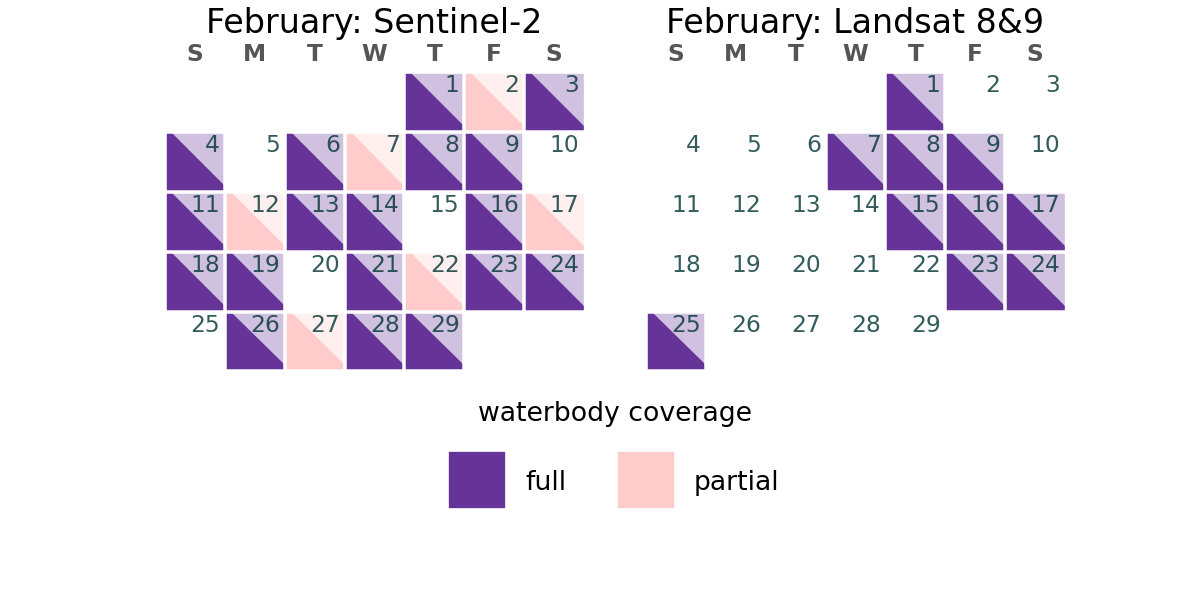 February: Sentinel-2
S M T W T F S
1 2 3
4 5 6 7 8 9 10
11 12 13 14 15 16 17
18 19 20 21 22 23 24
25 26 27 28 29
February: Landsat 8&9
S M T W T F S
1 2 3
4 5 6 7 8 9 10
11 12 13 14 15 16 17
18 19 20 21 22 23 24
25 26 27 28 29
waterbody coverage
full
partial